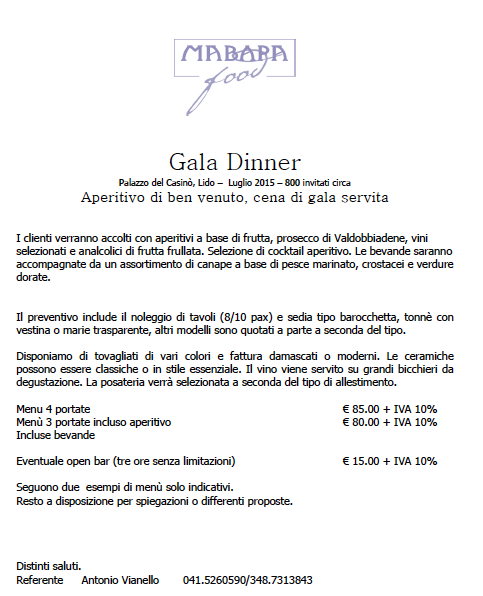 MABAPA
food
Gala Dinner
Palazzo del Casinò, Lido – Luglio 2015 – 800 invitati circa
Aperitivo di ben venuto, cena di gala servita
I clienti verranno accolti con aperitivi a base di frutta, prosecco di Valdobbiadene, vini
selezionati e analcolici di frutta frullata. Selezione di cocktail aperitivo. Le bevande saranno
accompagnate da un assortimento di canape a base di pesce marinato, crostacei e verdure
dorate.
Il preventivo include il noleggio di tavoli (8/10 pax) e sedia tipo barocchetta, tonnè con
vestina o marie trasparente, altri modelli sono quotati a parte a seconda del tipo.
Disponiamo di tovagliati di vari colori e fattura damascati o moderni. Le ceramiche
possono essere classiche o in stile essenziale. Il vino viene servito su grandi bicchieri da
degustazione. La posateria verrà selezionata a seconda del tipo di allestimento.
Menu 4 portate € 85.00 + IVA 10%
Menù 3 portate incluso aperitivo € 80.00 + IVA 10%
Incluse bevande
Eventuale open bar (tre ore senza limitazioni) € 15.00 + IVA 10%
Seguono due esempi di menù solo indicativi.
Resto a disposizione per spiegazioni o differenti proposte.
Distinti saluti.
Referente Antonio Vianello 041.5260590/348.7313843